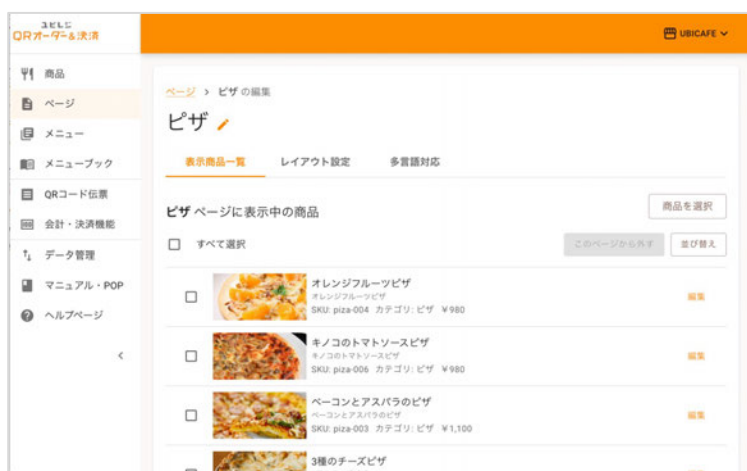 ユビレジ
QRオーダー&決済
UBICAFE
商品
ページ
メニュー
メニューブック
QRコード伝票
会計・決済機能
データ管理
マニュアル・POP
ヘルプページ
ページ > ピザ の編集
ピザ
表示商品一覧 レイアウト設定 多言語対応
ピザ ページに表示中の商品
商品を選択
すべて選択
このページから外す 並び替え
オレンジフルーツピザ
オレンジフルーツピザ
SKU: piza-004 カテゴリ: ピザ ¥980
編集
キノコのトマトソースピザ
キノコのトマトソースピザ
SKU: piza-006 カテゴリ: ピザ ¥980
編集
ベーコンとアスパラのピザ
ベーコンとアスパラのピザ
SKU: piza-003 カテゴリ: ピザ ¥1,100
編集
3種のチーズピザ